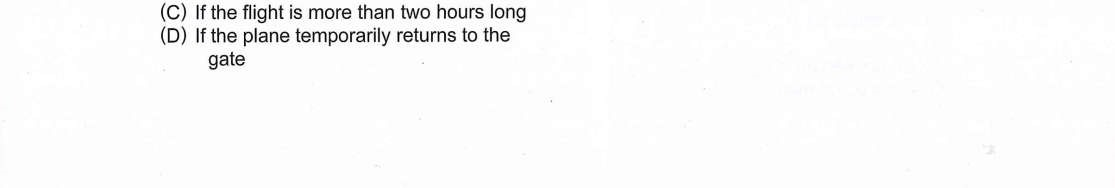 (C) If the flight is more than two hours long
(D) If the plane temporarily returns to the
gate